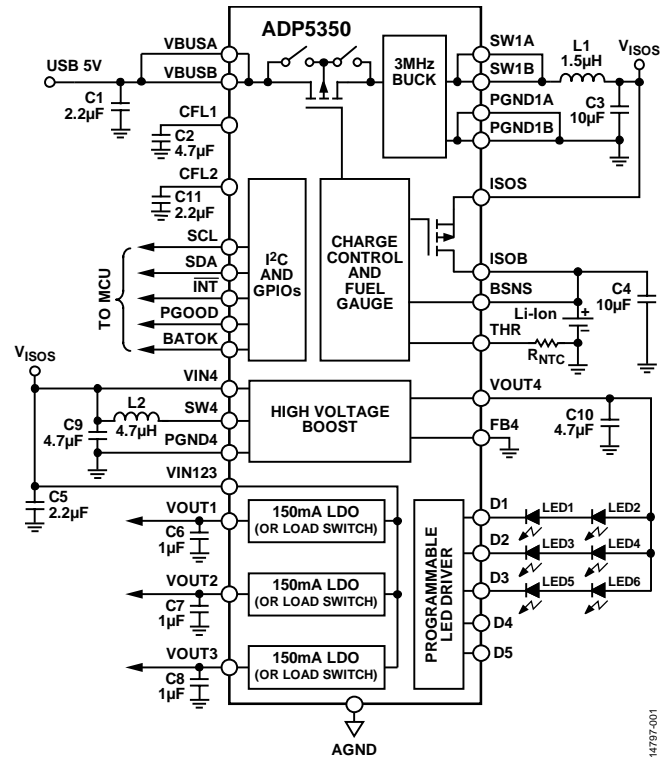 ADP5350
USB 5V
VBUSA
VBUSB
C1
2.2µF
CFL1
C2
4.7µF
CFL2
C11
2.2µF
3MHz
BUCK
SW1A
SW1B
L1
1.5µH
VISOS
PGND1A
PGND1B
C3
10µF
ISOS
SCL
SDA
INT
PGOOD
BATOK
TO MCU
I2C
AND
GPIOs
CHARGE
CONTROL
AND
FUEL
GAUGE
ISOB
BSNS
THR
Li-Ion
+
–
RNTC
C4
10µF
VISOS
VIN4
L2
4.7µH
SW4
C9
4.7µF
PGND4
HIGH VOLTAGE
BOOST
VOUT4
C10
4.7µF
FB4
VIN123
C5
2.2µF
VOUT1
C6
1µF
150mA LDO
(OR LOAD SWITCH)
VOUT2
C7
1µF
150mA LDO
(OR LOAD SWITCH)
VOUT3
C8
1µF
150mA LDO
(OR LOAD SWITCH)
PROGRAMMABLE
LED DRIVER
D1
LED1
LED2
D2
LED3
LED4
D3
LED5
LED6
D4
D5
AGND
14797-001